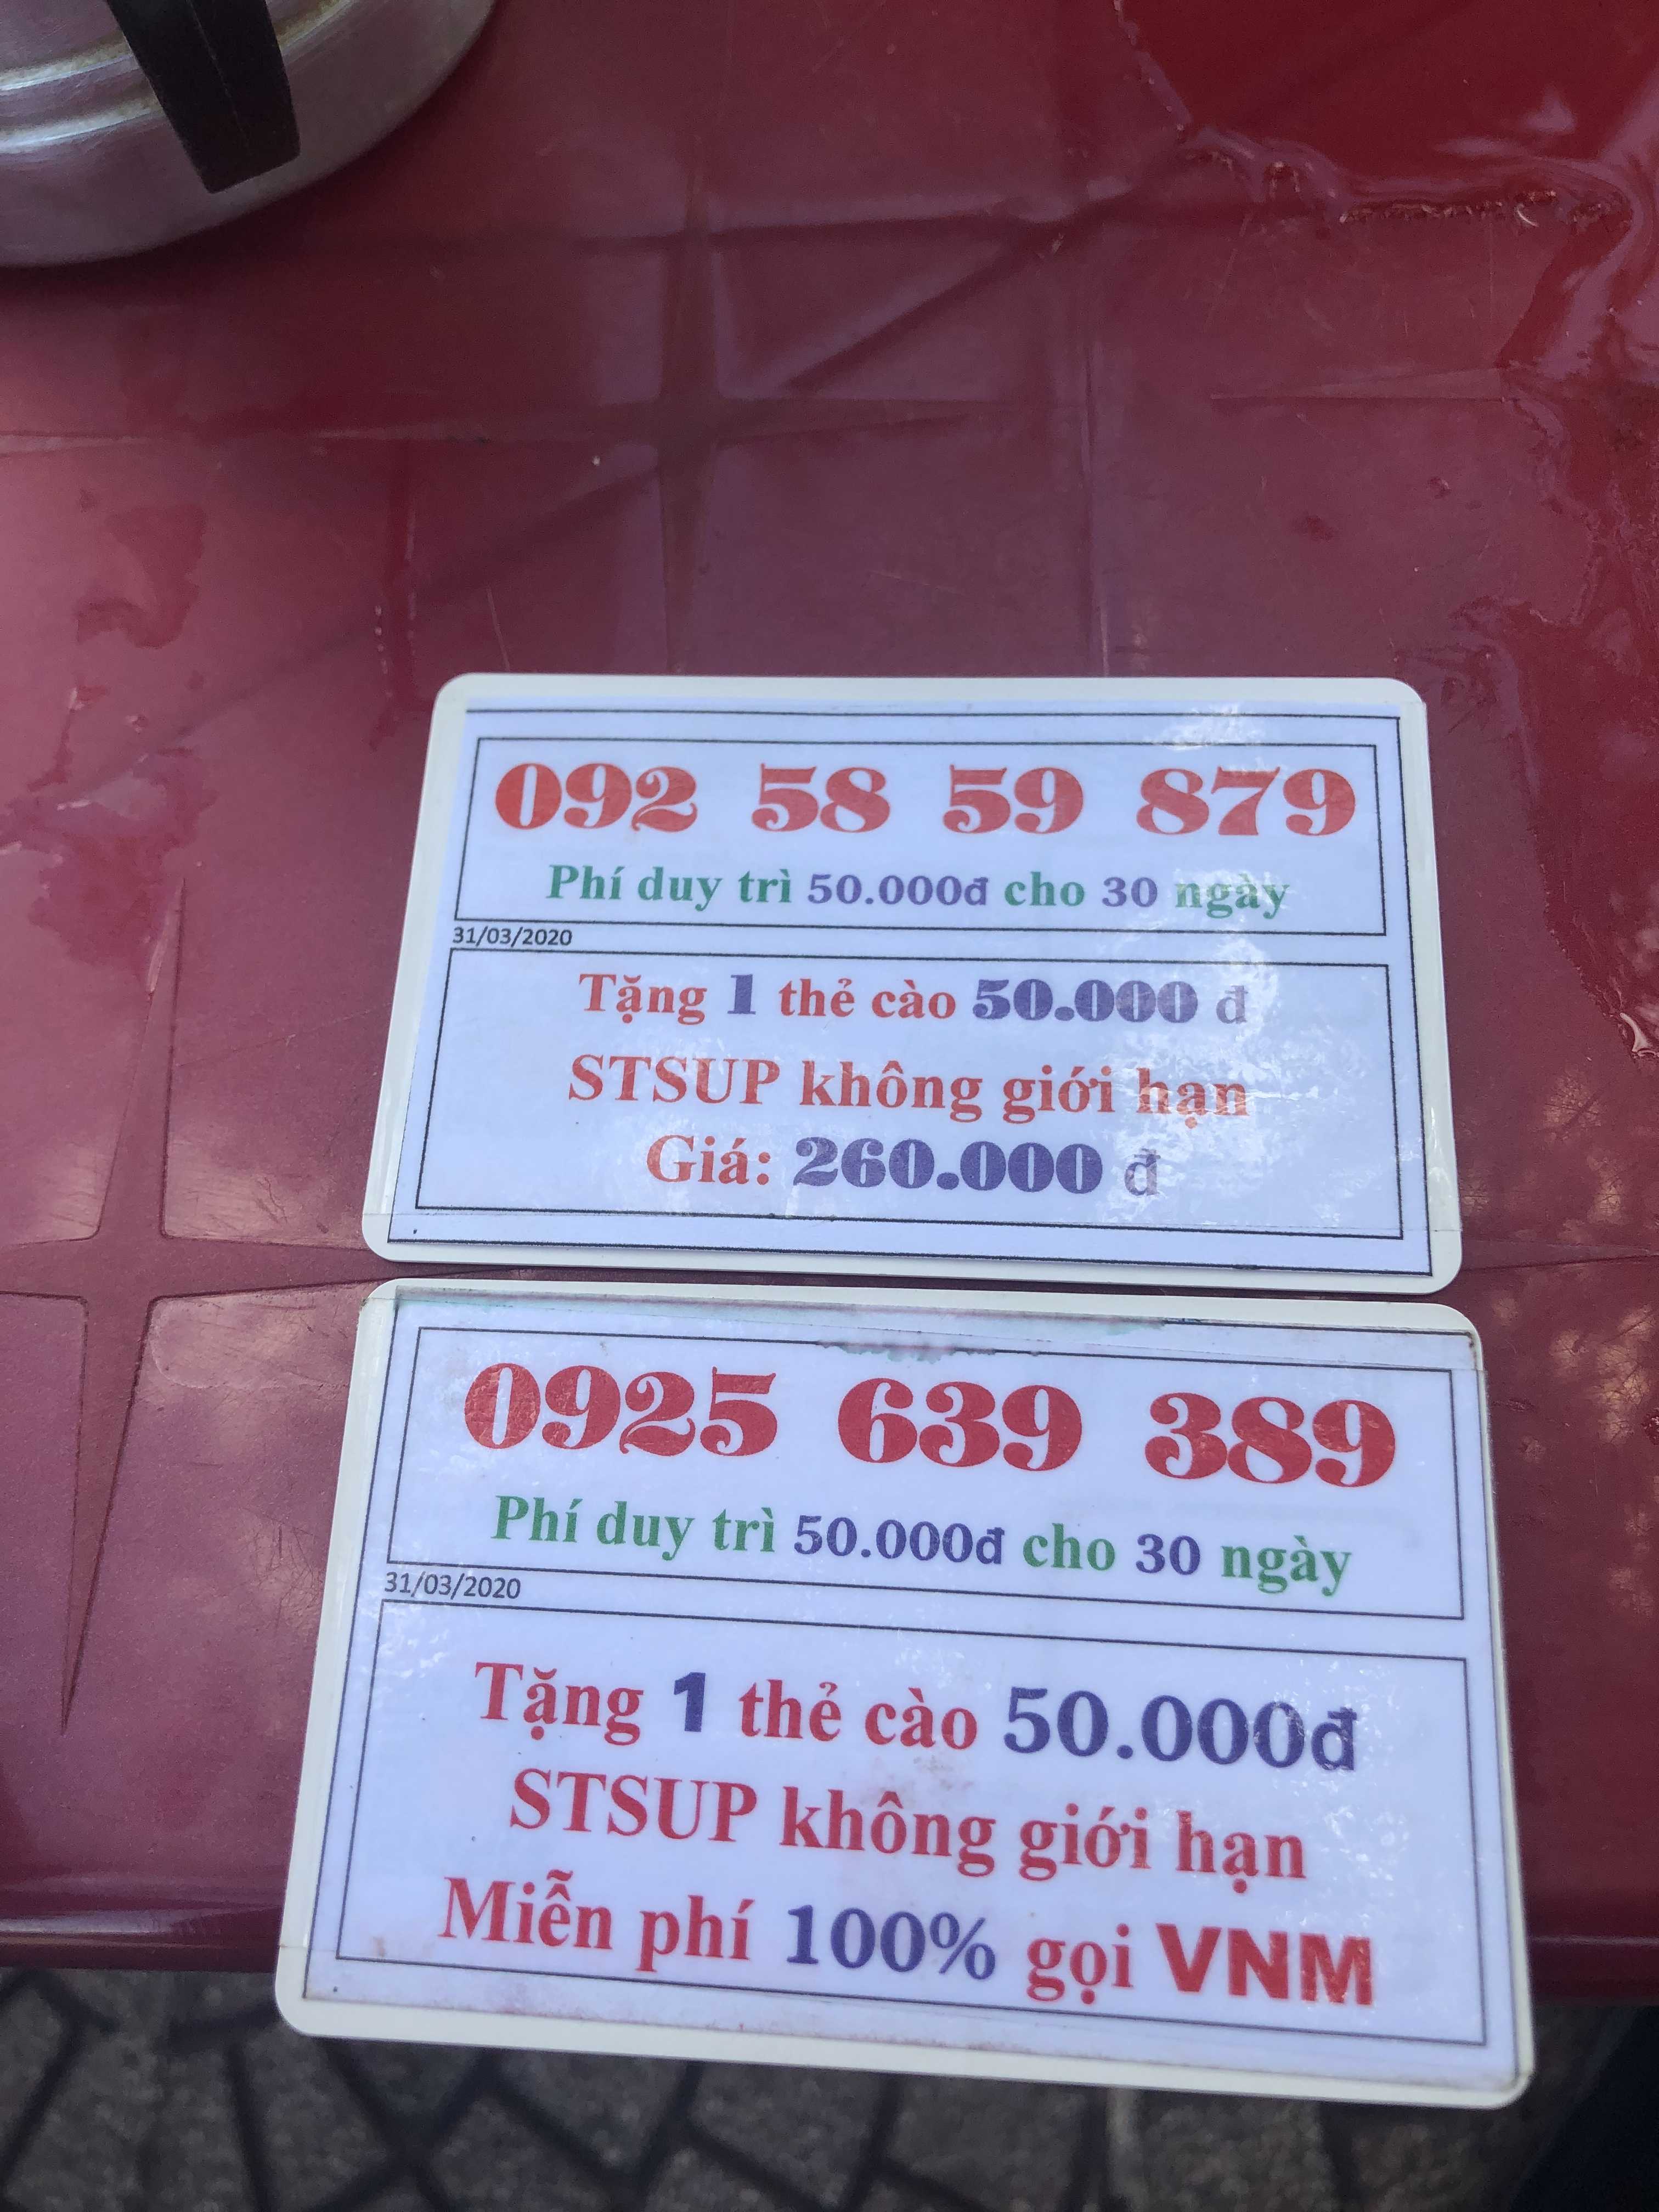 092 58 59 879
Phí duy trì 50.000đ cho 30 ngày
31/03/2020
Tặng 1 thẻ cào 50.000 đ
STSUP không giới hạn
Giá: 260.000 đ
0925 639 389
Phí duy trì 50.000đ cho 30 ngày
31/03/2020
Tặng 1 thẻ cào 50.000đ
STSUP không giới hạn
Miễn phí 100% gọi VNM